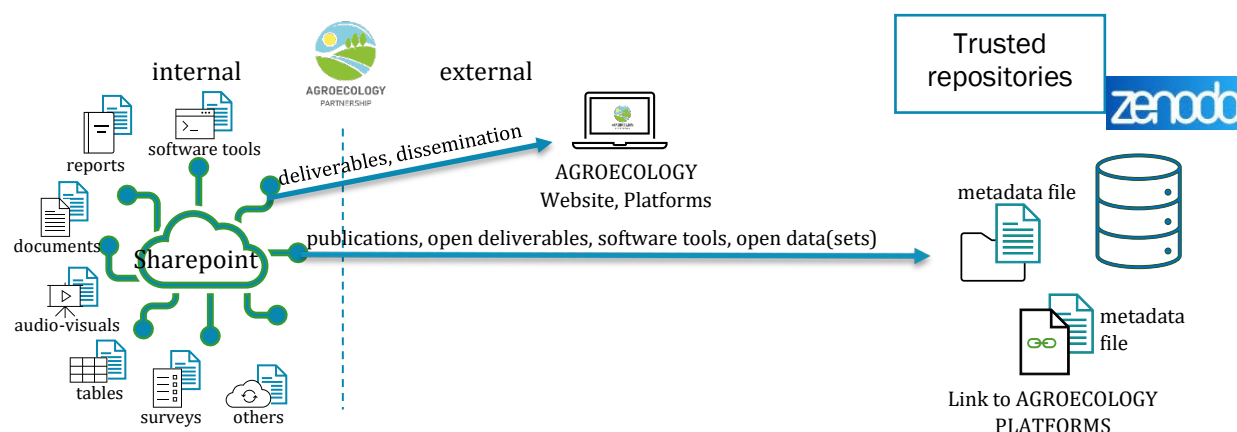 internal
external
AGROECOLOGY
PARTNERSHIP
Trusted
repositories
zenodo
reports
software tools
deliverables, dissemination
AGROECOLOGY
Website, Platforms
metadata file
documents
Sharepoint
publications, open deliverables, software tools, open data(sets)
audio-visuals
metadata
file
tables
surveys
others
Link to AGROECOLOGY
PLATFORMS